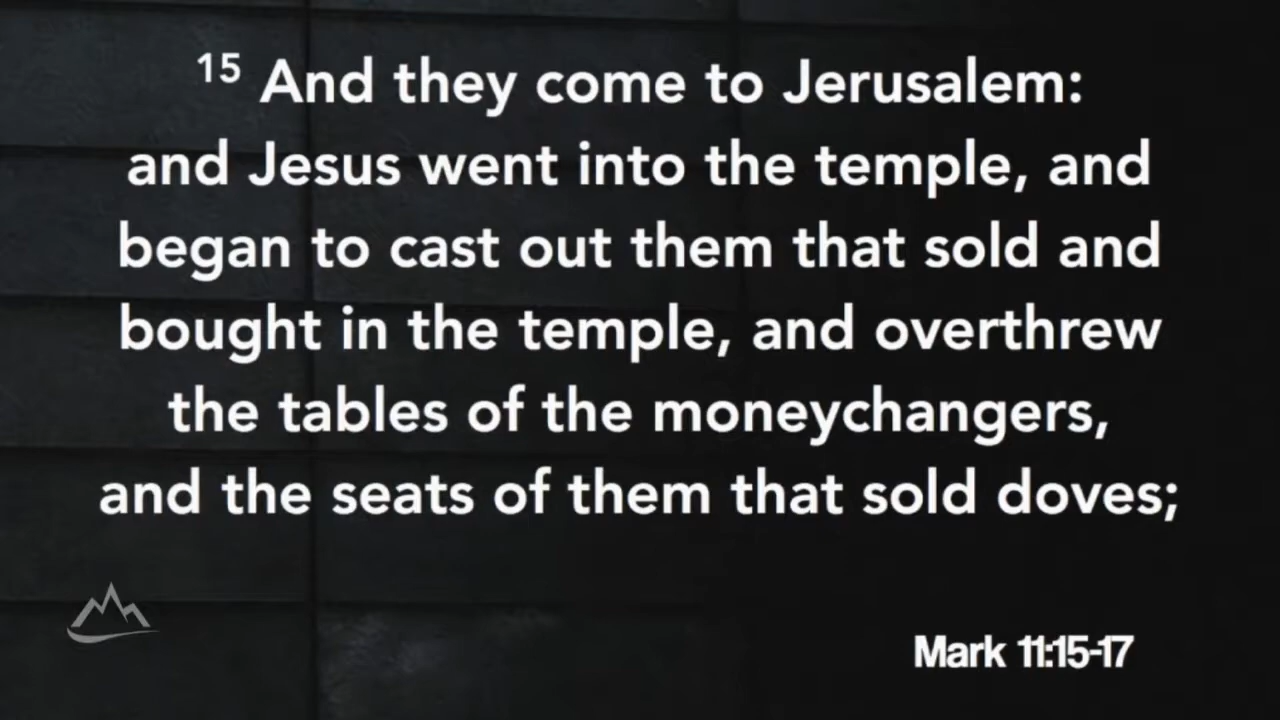 15 And they come to Jerusalem:
and Jesus went into the temple, and
began to cast out them that sold and
bought in the temple, and overthrew
the tables of the moneychangers,
and the seats of them that sold doves;
Mark 11:15-17